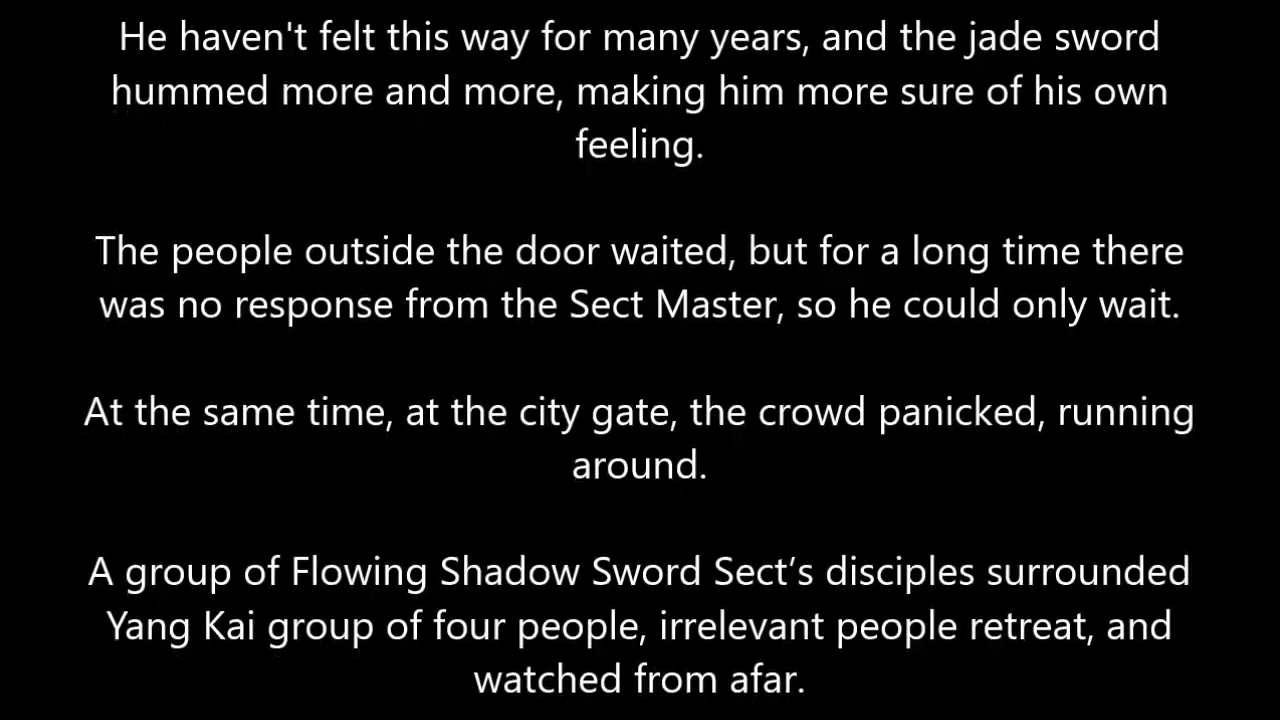 He haven't felt this way for many years, and the jade sword
hummed more and more, making him more sure of his own
feeling.
The people outside the door waited, but for a long time there
was no response from the Sect Master, so he could only wait.
At the same time, at the city gate, the crowd panicked, running
around.
A group of Flowing Shadow Sword Sect’s disciples surrounded
Yang Kai group of four people, irrelevant people retreat, and
watched from afar.